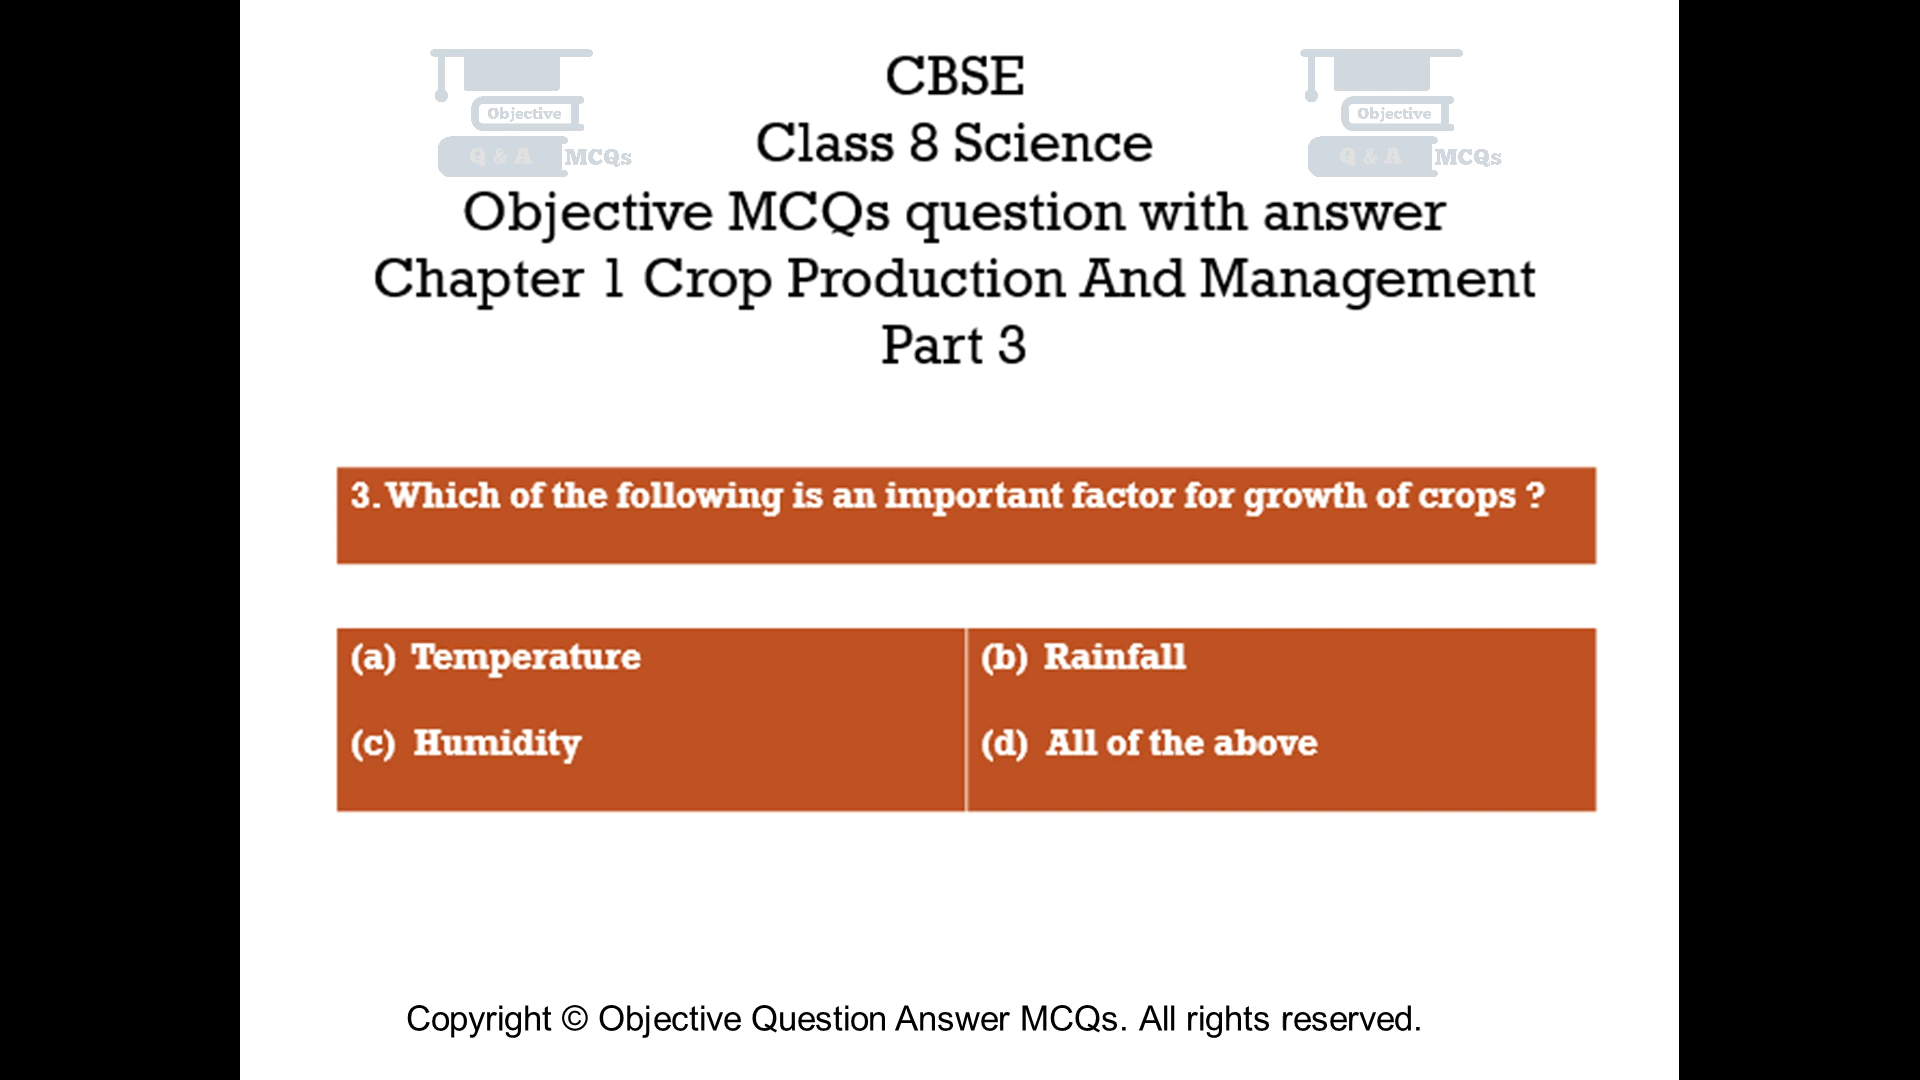 CBSE
Class 8 Science
Objective MCQs question with answer
Chapter 1 Crop Production And Management
Part 3
Objective
Q & A MCQs
Objective
Q & A MCQs
3. Which of the following is an important factor for growth of crops ?
(a) Temperature
(b) Rainfall
(c) Humidity
(d) All of the above
Copyright © Objective Question Answer MCQs. All rights reserved.